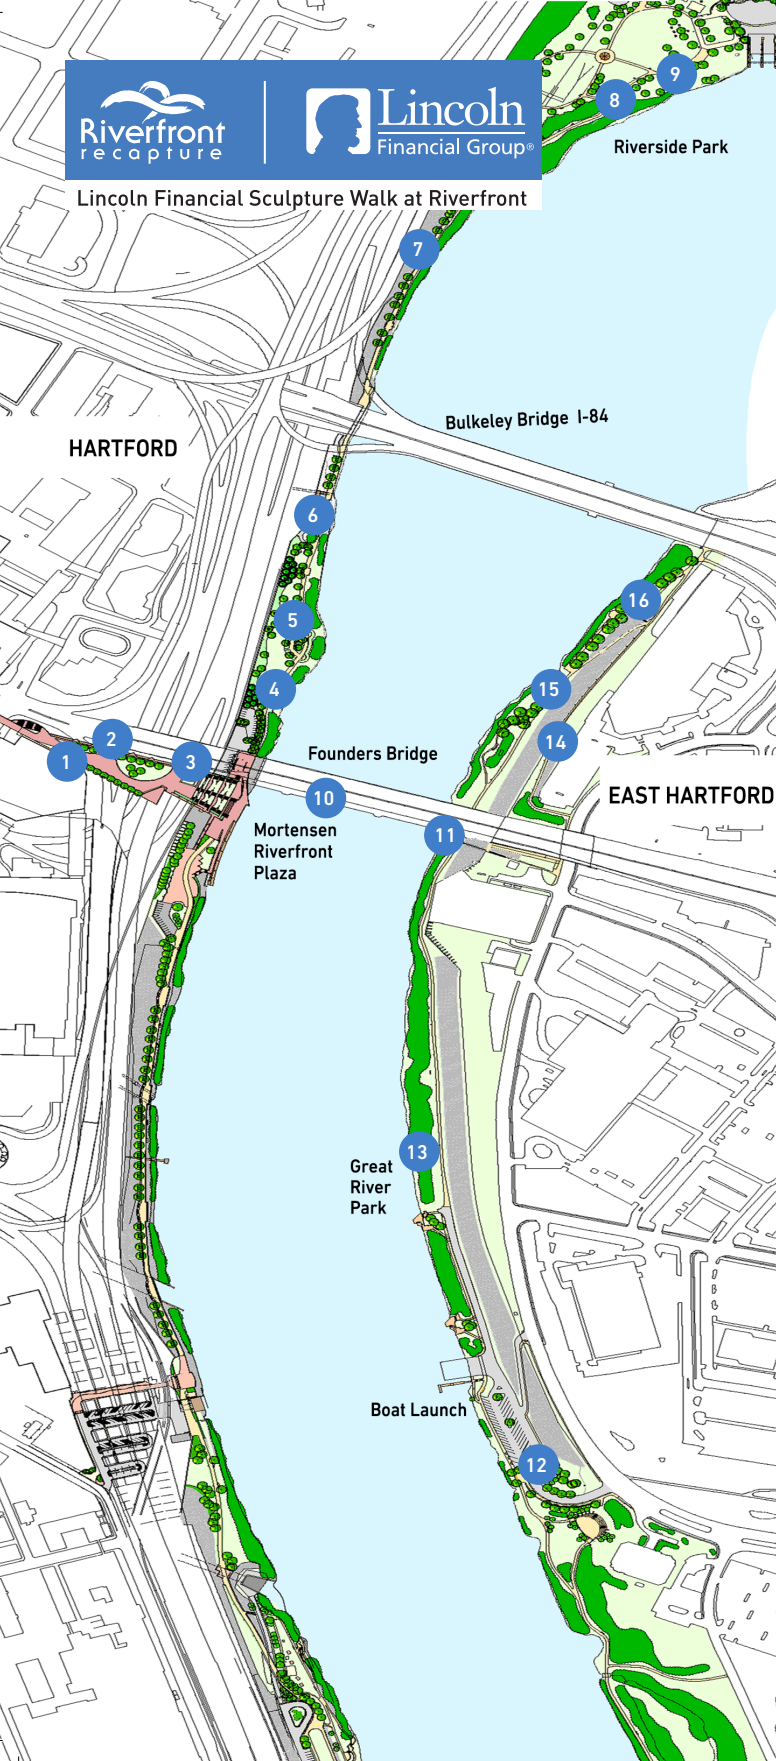 9
8
Riverfront
recapture
Lincoln
Financial Group®
Riverside Park
Lincoln Financial Sculpture Walk at Riverfront
7
Bulkeley Bridge I-84
HARTFORD
6
16
5
4
15
2
14
1
3
Founders Bridge
10
EAST HARTFORD
11
Mortensen
Riverfront
Plaza
13
Great
River
Park
Boat Launch
12